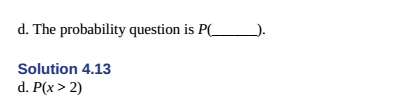 d. The probability question is P(______).
Solution 4.13
d. P(x > 2)